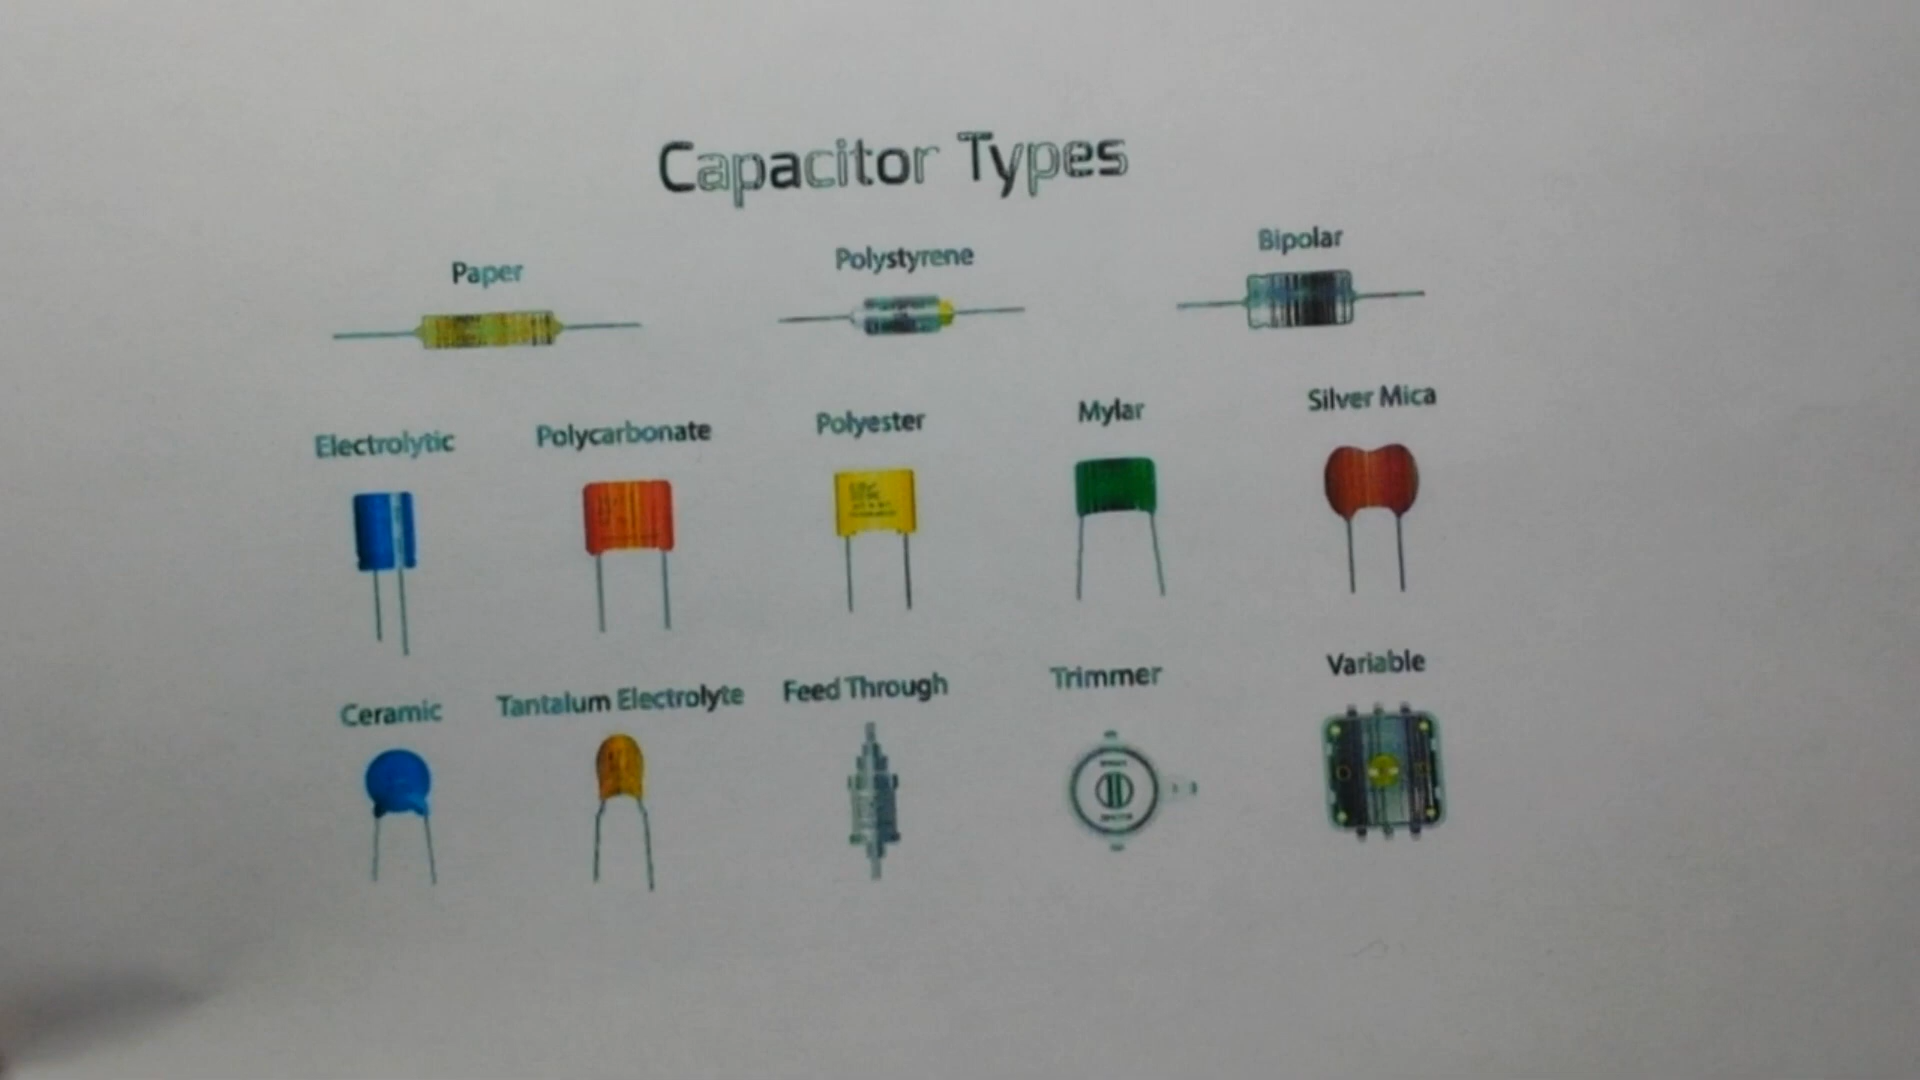 Capacitor Types
Paper
Polystyrene
Bipolar
Electrolytic
Polycarbonate
Polyester
Mylar
Silver Mica
Ceramic
Tantalum Electrolyte
Feed Through
Trimmer
Variable